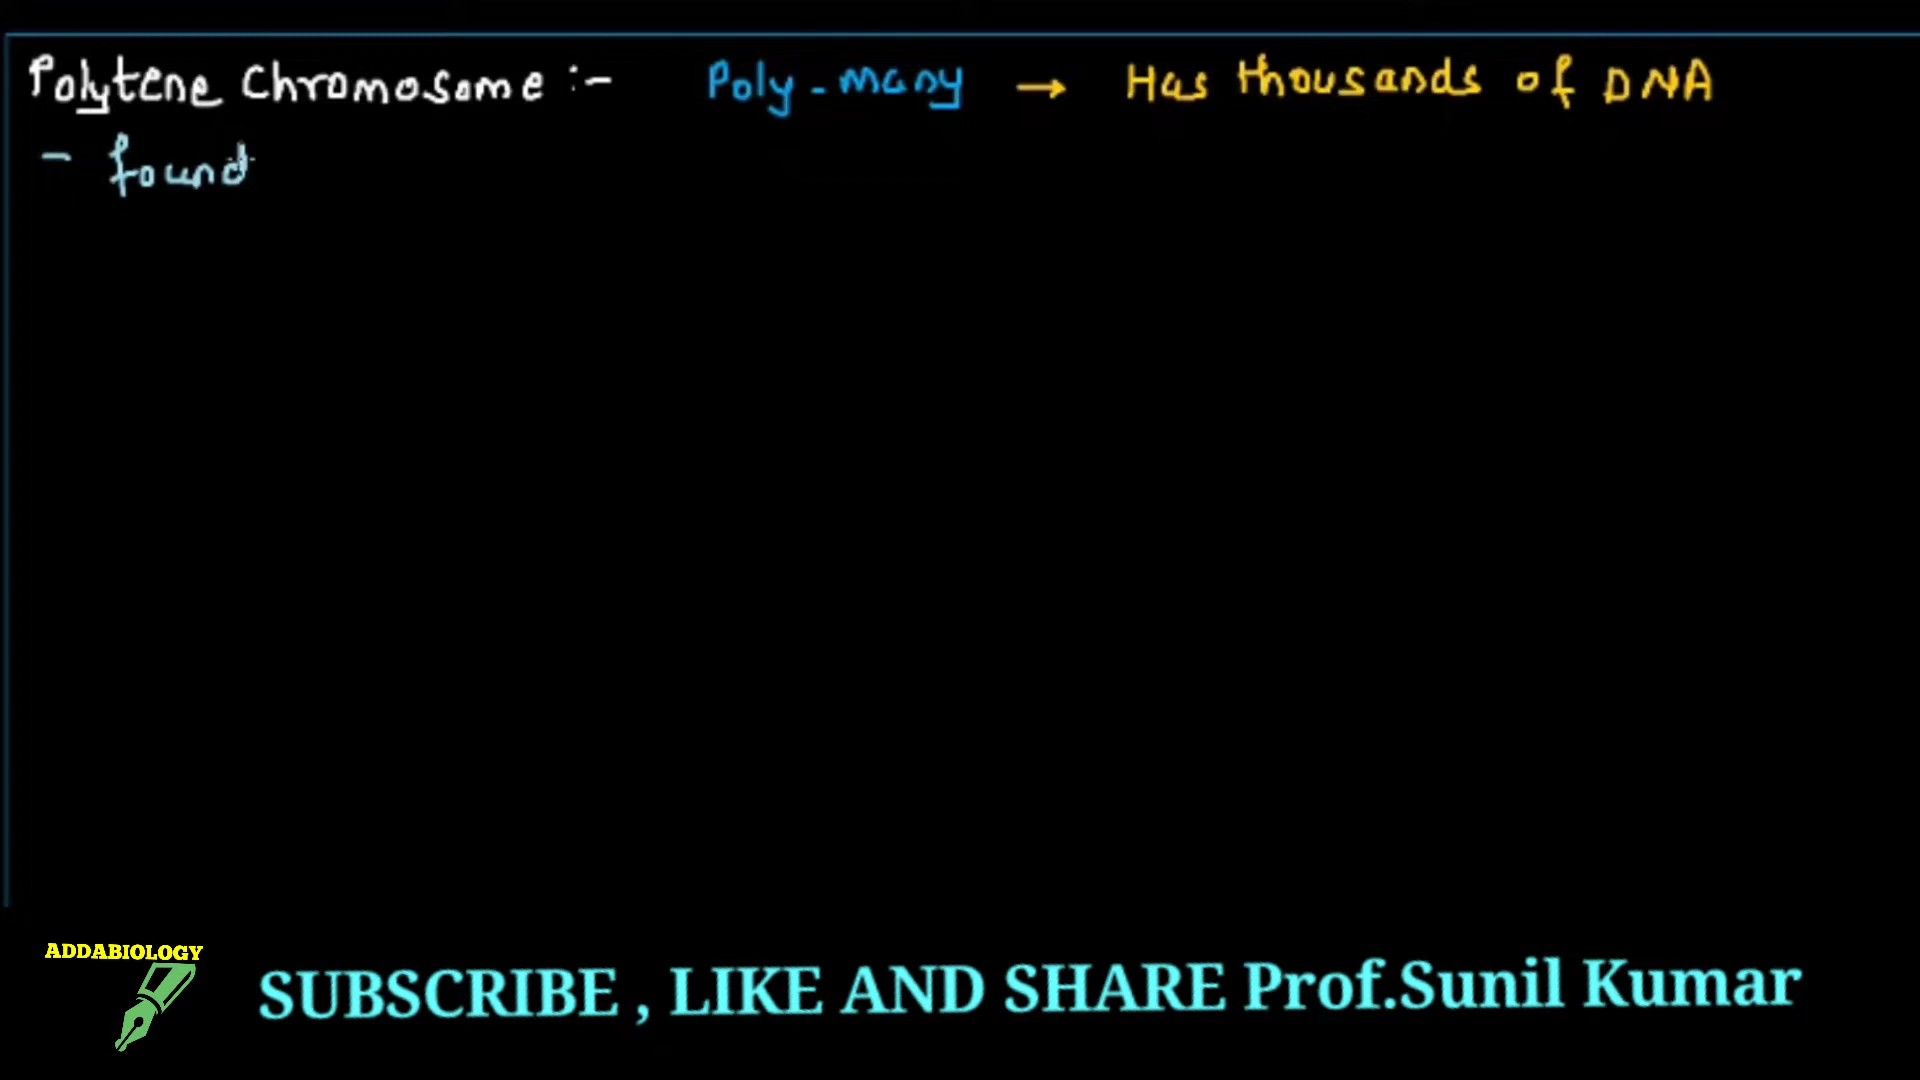 Polytene Chromosome :- Poly - many → Has thousands of DNA
- found
ADDABIOLOGY
SUBSCRIBE , LIKE AND SHARE Prof.Sunil Kumar